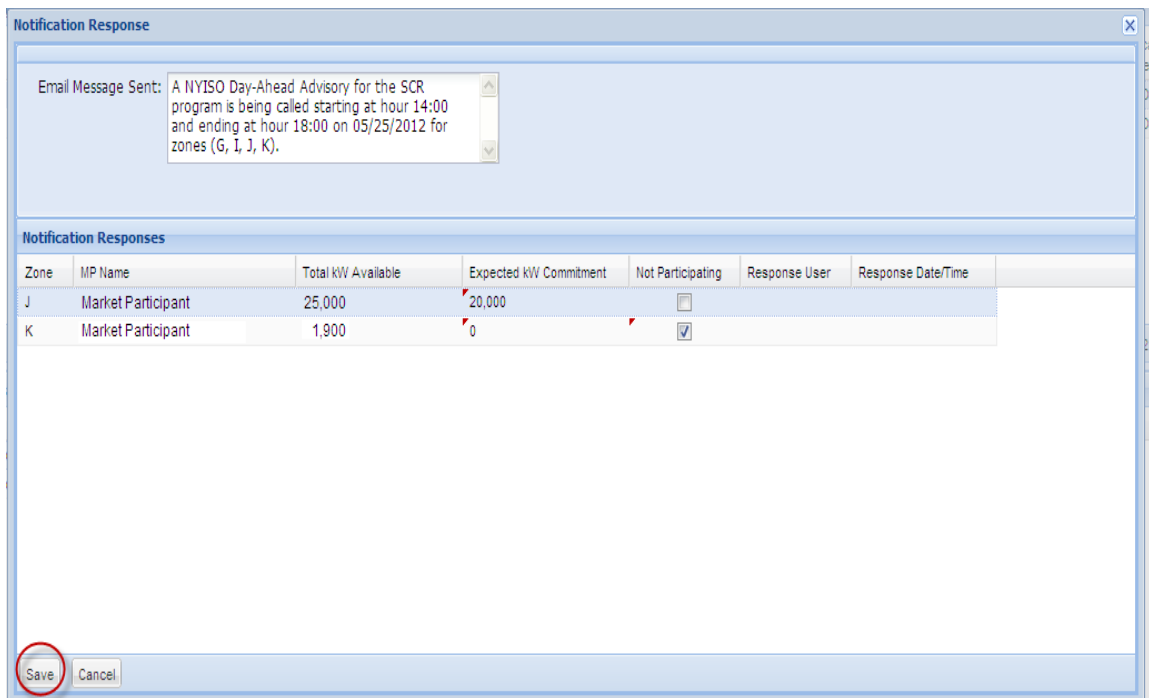 Notification Response
Email Message Sent: A NYISO Day-Ahead Advisory for the SCR
program is being called starting at hour 14:00
and ending at hour 18:00 on 05/25/2012 for
zones (G, I, J, K).
Notification Responses
Zone MP Name Total kW Available Expected kW Commitment Not Participating Response User Response Date/Time
J Market Participant 25,000 20,000
K Market Participant 1,900 0
Save Cancel